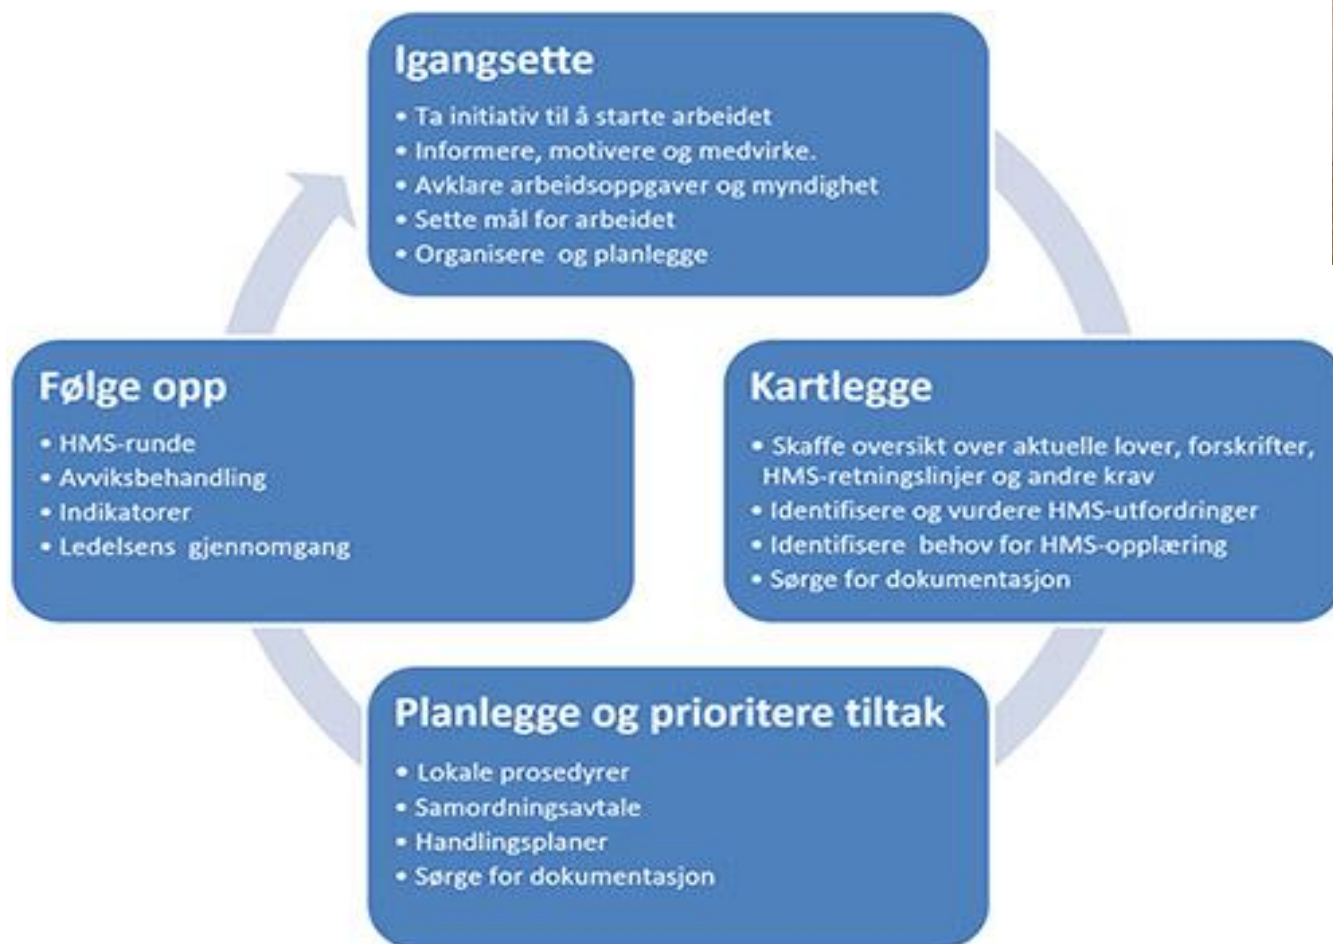 Igangsette
• Ta initiativ til å starte arbeidet
• Informere, motivere og medvirke.
• Avklare arbeidsoppgaver og myndighet
• Sette mål for arbeidet
• Organisere og planlegge
Kartlegge
• Skaffe oversikt over aktuelle lover, forskrifter,
HMS-retningslinjer og andre krav
• Identifisere og vurdere HMS-utfordringer
• Identifisere behov for HMS-opplæring
• Sørge for dokumentasjon
Planlegge og prioritere tiltak
• Lokale prosedyrer
• Samordningsavtale
• Handlingsplaner
• Sørge for dokumentasjon
Følge opp
• HMS-runde
• Avviksbehandling
• Indikatorer
• Ledelsens gjennomgang